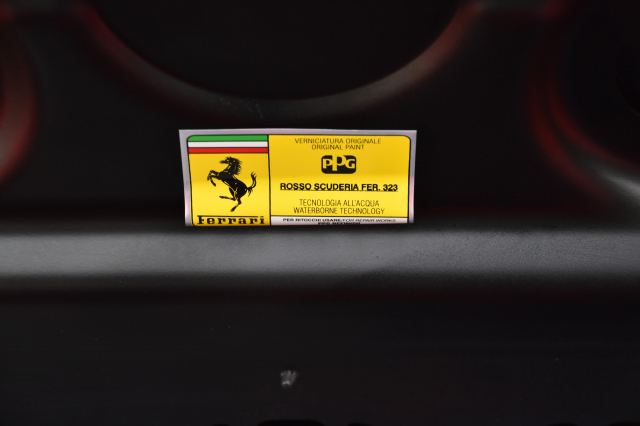 VERNICIATURA ORIGINALE
ORIGINAL PAINT
PPG
ROSSO SCUDERIA FER. 323
TECNOLOGIA ALL'ACQUA
WATERBORNE TECHNOLOGY
Ferrari
PER RITOCCHI USARE/FOR REPAIR WORKS